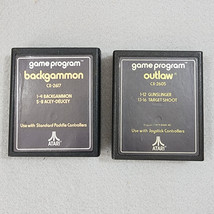 game program
backgammon
CX-2617
1-4 BACKGAMMON
5-8 ACEY-DEUCEY
Use with Standard Paddle Controllers
ATARI
game program
outlaw
CX-2605
1-12 GUNSLINGER
13-16 TARGET SHOOT
Use with Joystick Controllers
ATARI